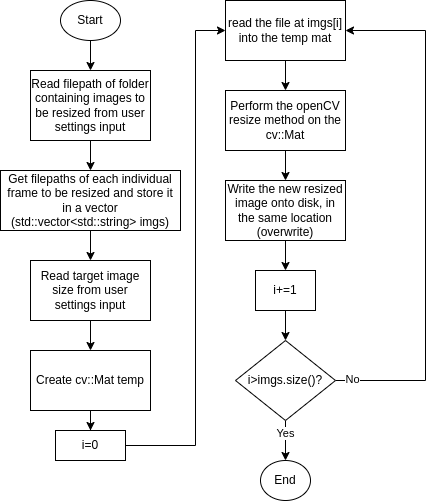 Start
Read filepath of folder
containing images to
be resized from user
settings input
Get filepaths of each individual
frame to be resized and store it
in a vector
(std::vector<std::string> imgs)
Read target image
size from user
settings input
Create cv::Mat temp
i=0
read the file at imgs[i]
into the temp mat
Perform the openCV
resize method on the
cv::Mat
Write the new resized
image onto disk, in
the same location
(overwrite)
i+=1
i>imgs.size()?
No
Yes
End